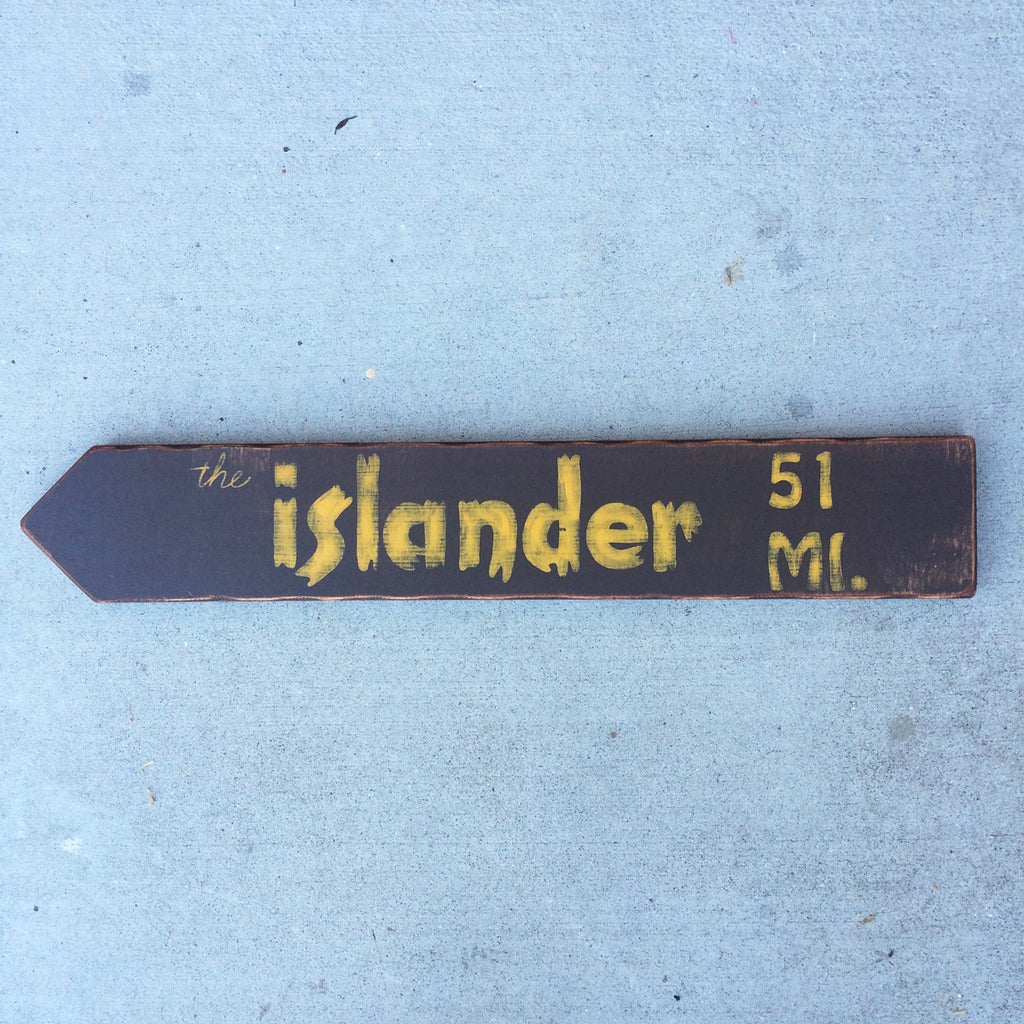 the islander
51
MI.